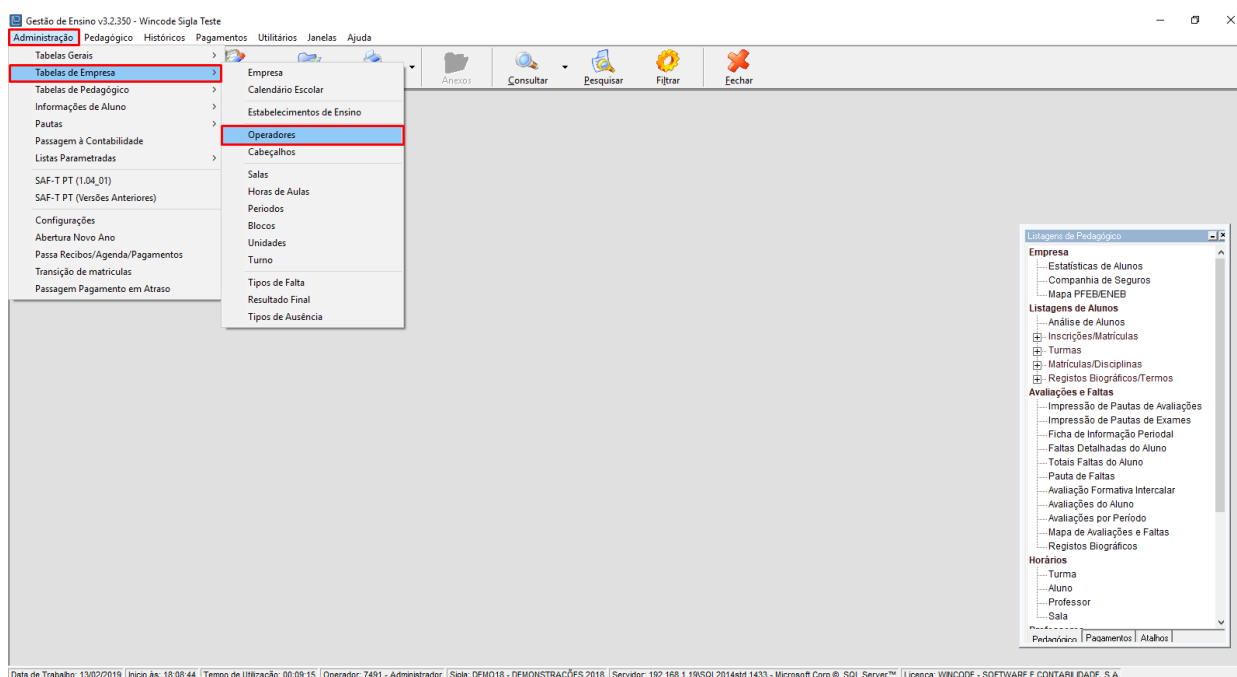 Gestão de Ensino v3.2.350 - Wincode Sigla Teste
Administração Pedagógico Históricos Pagamentos Utilitários Janelas Ajuda
Anexos Consultar Pesquisar Filtrar Fechar
Tabelas Gerais
Tabelas de Empresa
Tabelas de Pedagógico
Informações de Aluno
Pautas
Passagem à Contabilidade
Listas Parametradas
SAF-T PT (1.04_01)
SAF-T PT (Versões Anteriores)
Configurações
Abertura Novo Ano
Passa Recibos/Agenda/Pagamentos
Transição de matriculas
Passagem Pagamento em Atraso
Empresa
Calendário Escolar
Estabelecimentos de Ensino
Operadores
Cabeçalhos
Salas
Horas de Aulas
Periodos
Blocos
Unidades
Turno
Tipos de Falta
Resultado Final
Tipos de Ausência
Listagens de Pedagógico
Empresa
Estatísticas de Alunos
Companhia de Seguros
Mapa PFEB/ENEB
Listagens de Alunos
Análise de Alunos
Inscrições/Matrículas
Turmas
Matrículas/Disciplinas
Registos Biográficos/Termos
Avaliações e Faltas
Impressão de Pautas de Avaliações
Impressão de Pautas de Exames
Ficha de Informação Periodal
Faltas Detalhadas do Aluno
Totais Faltas do Aluno
Pauta de Faltas
Avaliação Formativa Intercalar
Avaliações do Aluno
Avaliações por Período
Mapa de Avaliações e Faltas
Registos Biográficos
Horários
Turma
Aluno
Professor
Sala
Pedagógico Pagamentos Atalhos
Data de Trabalho: 13/02/2019 Inicio às: 18:08:44 Tempo de Utilização: 00:09:15 Operador: 7491 - Administrador Sigla: DEMO18 - DEMONSTRAÇÕES 2018 Servidor: 192.168.1.19\SQL2014std,1433 - Microsoft Corp.® SQL Server™ Licença: WINCODE - SOFTWARE E CONTABILIDADE, S.A.